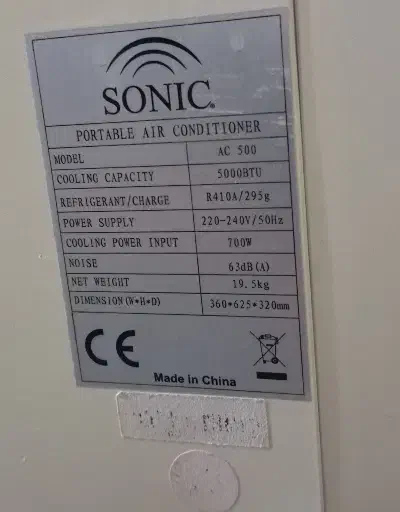 SONIC®
PORTABLE AIR CONDITIONER
MODEL AC 500
COOLING CAPACITY 5000BTU
REFRIGERANT/CHARGE R410A/295g
POWER SUPPLY 220-240V/50Hz
COOLING POWER INPUT 700W
NOISE 63dB(A)
NET WEIGHT 19.5kg
DIMENSION(W*H*D) 360*625*320mm
CE
Made in China